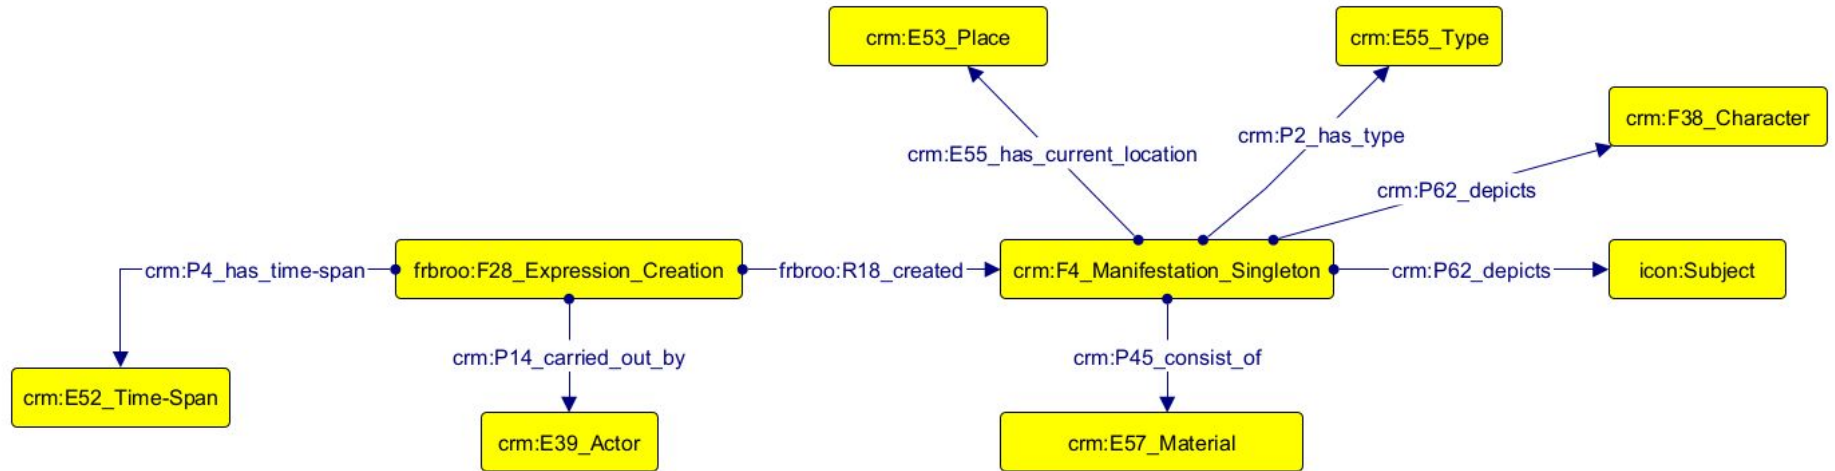 crm:E53_Place
crm:E55_Type
crm:F38_Character
crm:P2_has_type
crm:E55_has_current_location
crm:P62_depicts
crm:P4_has_time-span
frbroo:F28_Expression_Creation
frbroo:R18_created
crm:F4_Manifestation_Singleton
crm:P62_depicts
icon:Subject
crm:P14_carried_out_by
crm:P45_consist_of
crm:E52_Time-Span
crm:E39_Actor
crm:E57_Material